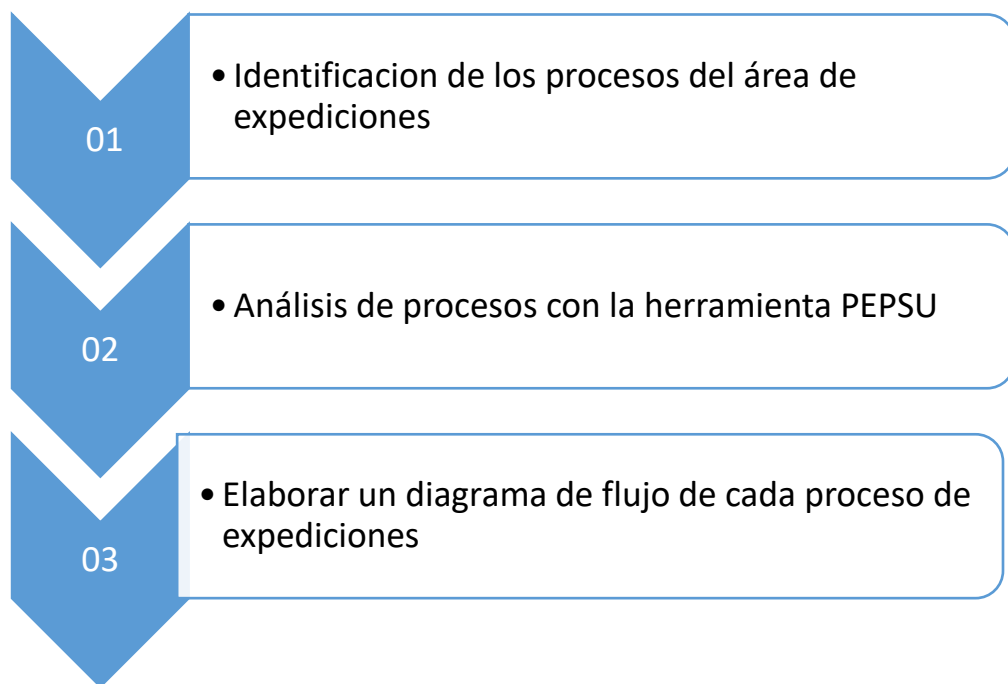 01
• Identificacion de los procesos del área de
expediciones
02
• Análisis de procesos con la herramienta PEPSU
03
• Elaborar un diagrama de flujo de cada proceso de
expediciones